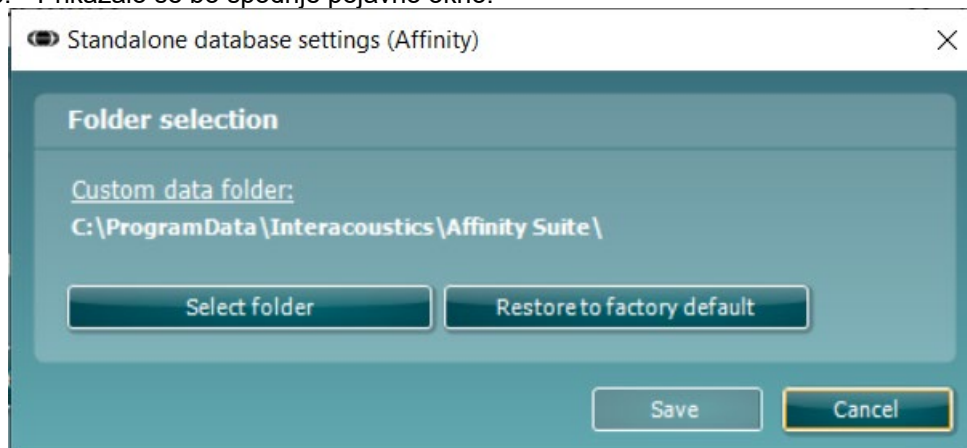 Prikazalo se bo spodnje pojavno okno.
Standalone database settings (Affinity)
Folder selection
Custom data folder:
C:\ProgramData\Interacoustics\Affinity Suite\
Select folder
Restore to factory default
Save
Cancel